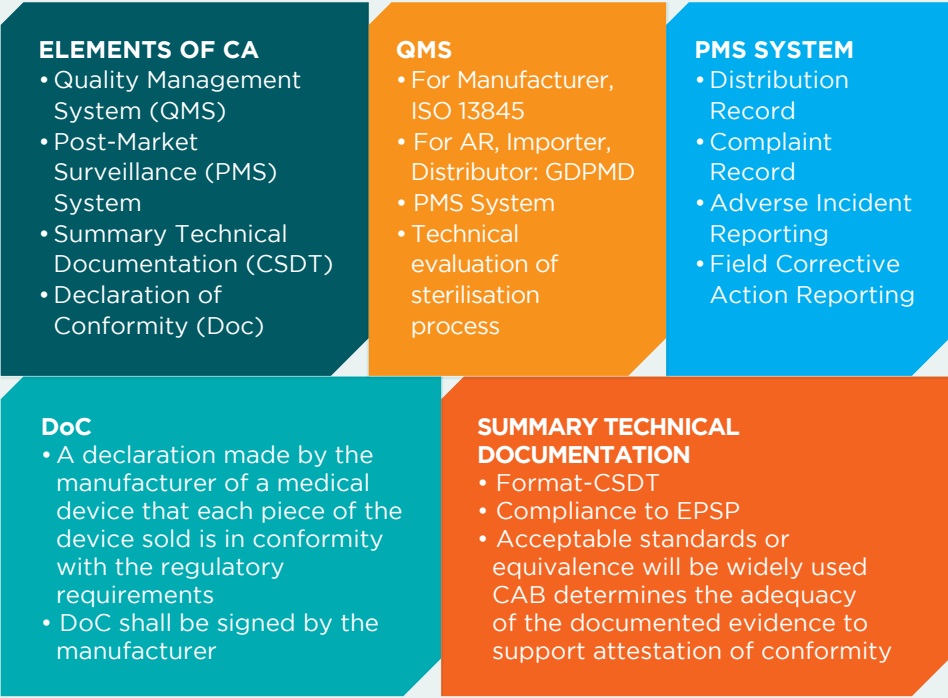 ELEMENTS OF CA
• Quality Management
System (QMS)
• Post-Market
Surveillance (PMS)
System
• Summary Technical
Documentation (CSDT)
• Declaration of
Conformity (Doc)
QMS
• For Manufacturer,
ISO 13845
• For AR, Importer,
Distributor: GDPMD
• PMS System
• Technical
evaluation of
sterilisation
process
PMS SYSTEM
• Distribution
Record
• Complaint
Record
• Adverse Incident
Reporting
• Field Corrective
Action Reporting
DoC
• A declaration made by the
manufacturer of a medical
device that each piece of the
device sold is in conformity
with the regulatory
requirements
• DoC shall be signed by the
manufacturer
SUMMARY TECHNICAL
DOCUMENTATION
• Format-CSDT
• Compliance to EPSP
• Acceptable standards or
equivalence will be widely used
CAB determines the adequacy
of the documented evidence to
support attestation of conformity